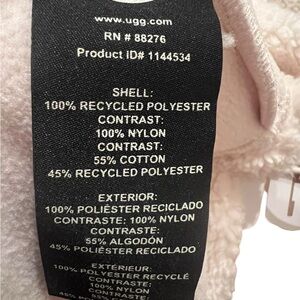 www.ugg.com
RN # 88276
Product ID# 1144534
SHELL:
100% RECYCLED POLYESTER
CONTRAST:
100% NYLON
CONTRAST:
55% COTTON
45% RECYCLED POLYESTER
EXTERIOR:
100% POLIÉSTER RECICLADO
CONTRASTE: 100% NYLON
CONTRASTE:
55% ALGODÓN
45% POLIÉSTER RECICLADO
EXTÉRIEUR:
100% POLYESTER RECYCLÉ
CONTRASTE:
100% NYLON
CONTRASTE: